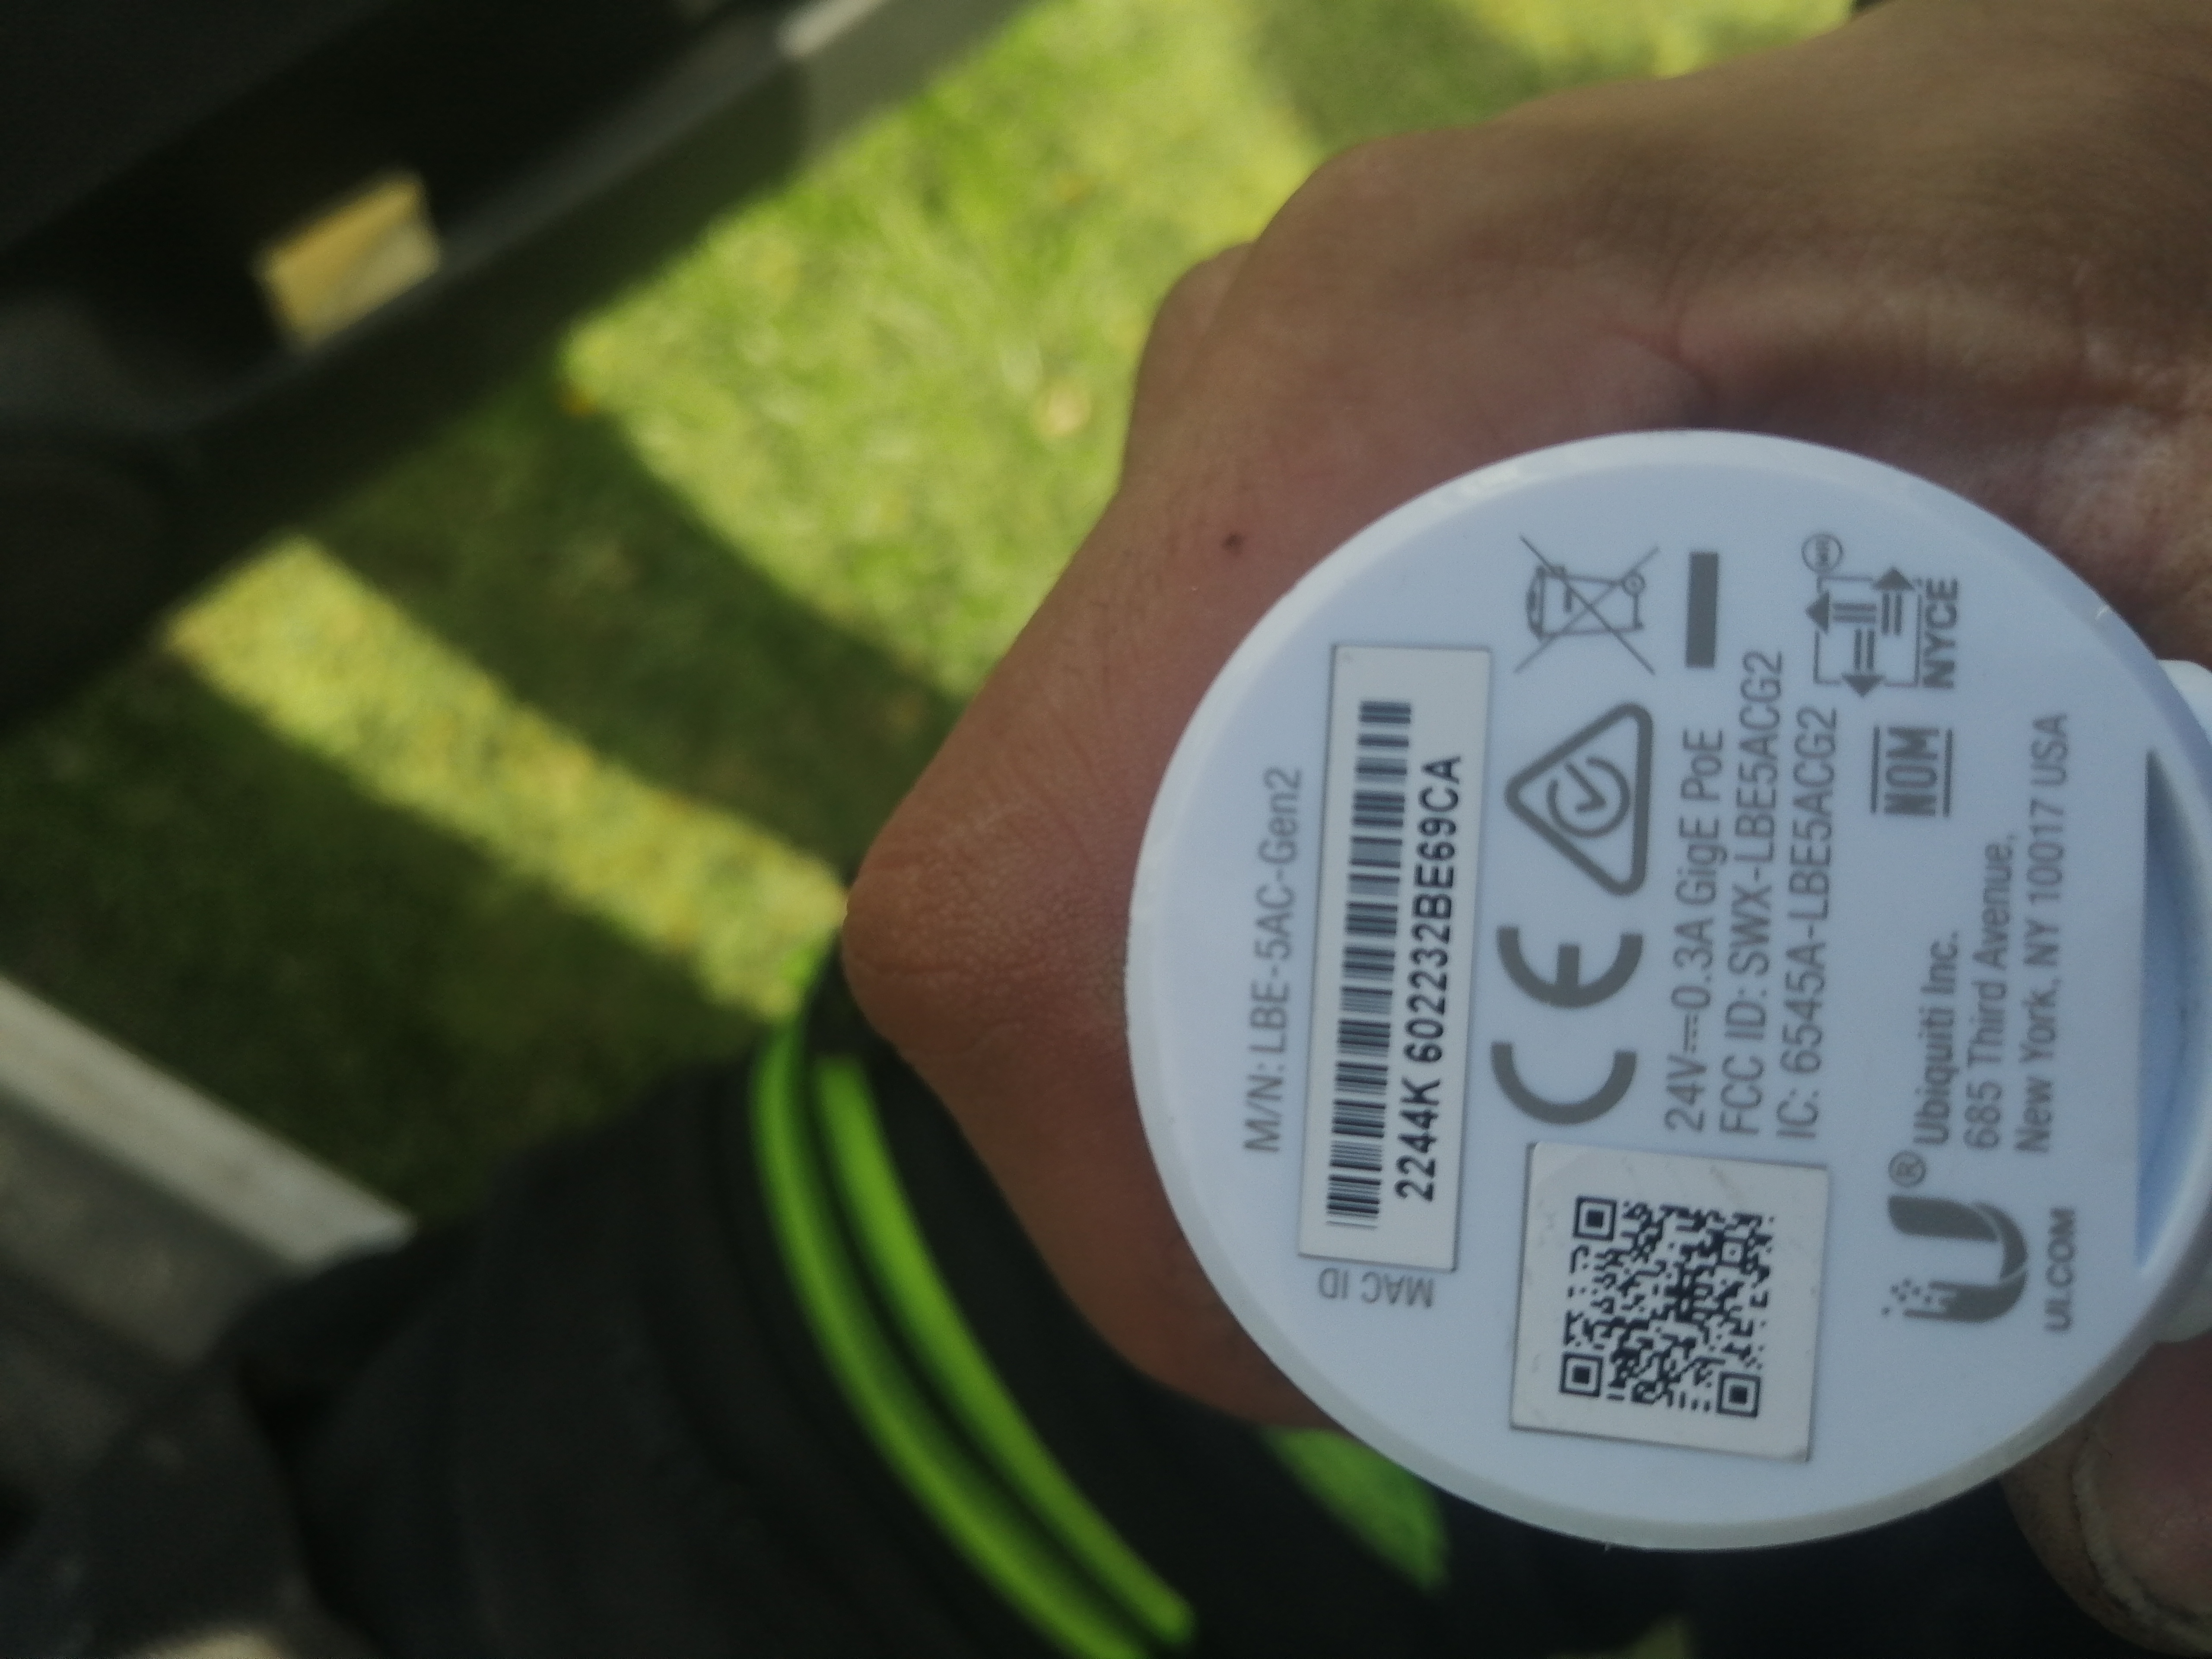 M/N: LBE-5AC-Gen2
MAC ID
2244K 602232BE69CA
24V⎓0.3A GigE PoE
FCC ID: SWX-LBE5ACG2
IC: 6545A-LBE5ACG2
Ubiquiti Inc.
685 Third Avenue,
New York, NY 10017 USA
NOM
NYCE
UI.COM